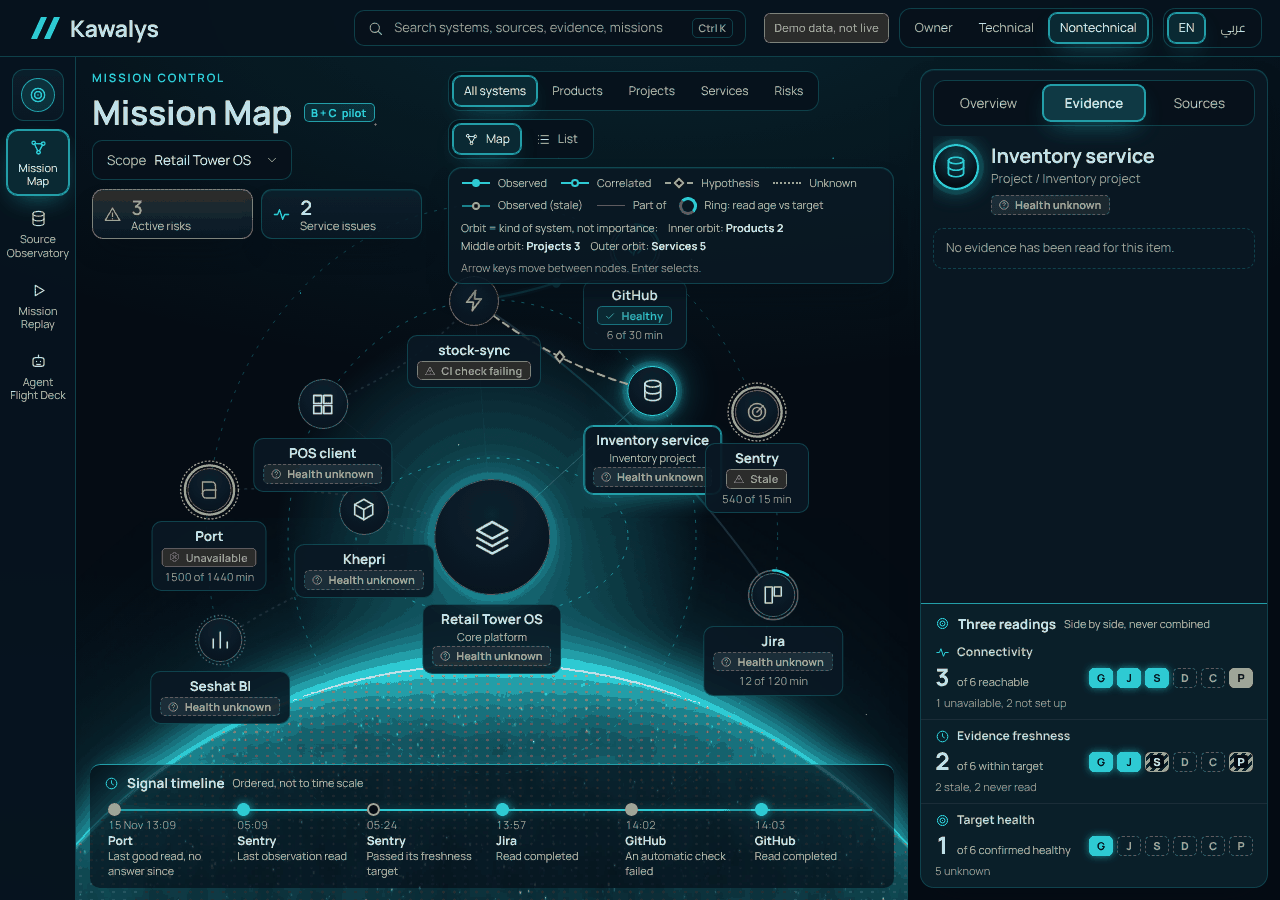 Kawalys
Search systems, sources, evidence, missions
Ctrl K
Demo data, not live
Owner
Technical
Nontechnical
EN
عربي
Mission Map
Source Observatory
Mission Replay
Agent Flight Deck
MISSION CONTROL
Mission Map
B + C pilot
Scope Retail Tower OS
3
Active risks
2
Service issues
All systems
Products
Projects
Services
Risks
Map
List
Observed
Correlated
Hypothesis
Unknown
Observed (stale)
Part of
Ring: read age vs target
Orbit = kind of system, not importance: Inner orbit: Products 2
Middle orbit: Projects 3 Outer orbit: Services 5
Arrow keys move between nodes. Enter selects.
GitHub
Healthy
6 of 30 min
stock-sync
CI check failing
POS client
Health unknown
Inventory service
Inventory project
Health unknown
Sentry
Stale
540 of 15 min
Port
Unavailable
1500 of 1440 min
Khepri
Health unknown
Retail Tower OS
Core platform
Health unknown
Jira
Health unknown
12 of 120 min
Seshat BI
Health unknown
Signal timeline
Ordered, not to time scale
15 Nov 13:09
Port
Last good read, no
answer since
05:09
Sentry
Last observation read
05:24
Sentry
Passed its freshness
target
13:57
Jira
Read completed
14:02
GitHub
An automatic check
failed
14:03
GitHub
Read completed
Overview
Evidence
Sources
Inventory service
Project / Inventory project
Health unknown
No evidence has been read for this item.
Three readings
Side by side, never combined
Connectivity
3 of 6 reachable
G J S D C P
1 unavailable, 2 not set up
Evidence freshness
2 of 6 within target
G J S D C P
2 stale, 2 never read
Target health
1 of 6 confirmed healthy
G J S D C P
5 unknown